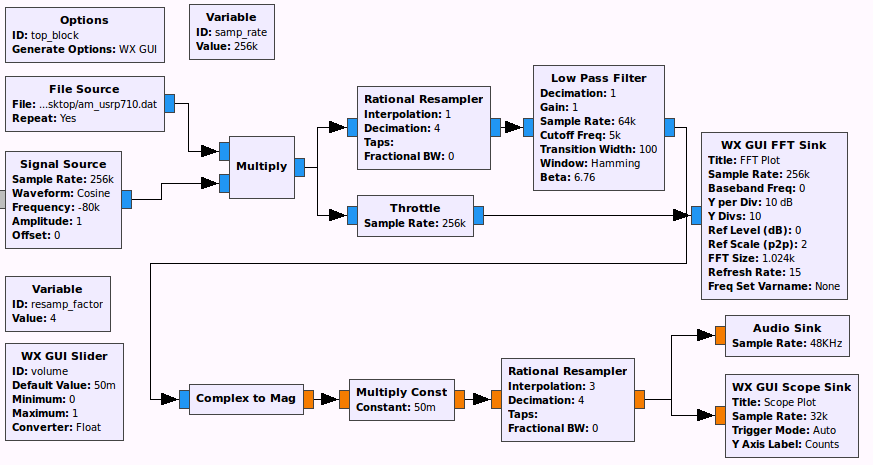 Options
ID: top_block
Generate Options: WX GUI
Variable
ID: samp_rate
Value: 256k
File Source
File: ...sktop/am_usrp710.dat
Repeat: Yes
Signal Source
Sample Rate: 256k
Waveform: Cosine
Frequency: -80k
Amplitude: 1
Offset: 0
Multiply
Rational Resampler
Interpolation: 1
Decimation: 4
Taps:
Fractional BW: 0
Low Pass Filter
Decimation: 1
Gain: 1
Sample Rate: 64k
Cutoff Freq: 5k
Transition Width: 100
Window: Hamming
Beta: 6.76
Throttle
Sample Rate: 256k
WX GUI FFT Sink
Title: FFT Plot
Sample Rate: 256k
Baseband Freq: 0
Y per Div: 10 dB
Y Divs: 10
Ref Level (dB): 0
Ref Scale (p2p): 2
FFT Size: 1.024k
Refresh Rate: 15
Freq Set Varname: None
Variable
ID: resamp_factor
Value: 4
WX GUI Slider
ID: volume
Default Value: 50m
Minimum: 0
Maximum: 1
Converter: Float
Complex to Mag
Multiply Const
Constant: 50m
Rational Resampler
Interpolation: 3
Decimation: 4
Taps:
Fractional BW: 0
Audio Sink
Sample Rate: 48KHz
WX GUI Scope Sink
Title: Scope Plot
Sample Rate: 32k
Trigger Mode: Auto
Y Axis Label: Counts